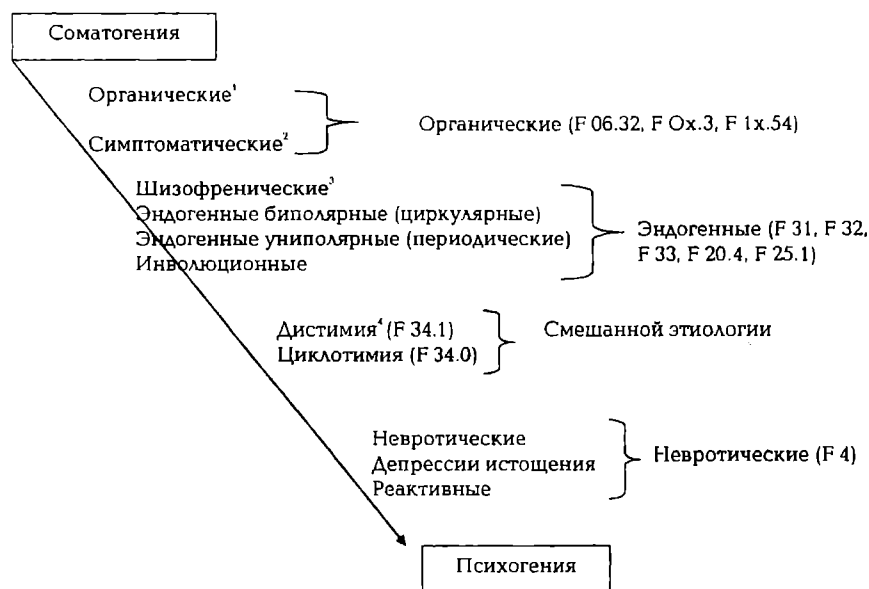 Соматогения
Органические¹
Симптоматические²
Органические (F 06.32, F Ox.3, F 1x.54)
Шизофренические³
Эндогенные биполярные (циркулярные)
Эндогенные униполярные (периодические)
Инволюционные
Эндогенные (F 31, F 32,
F 33, F 20.4, F 25.1)
Дистимия⁴ (F 34.1)
Циклотимия (F 34.0)
Смешанной этиологии
Невротические
Депрессии истощения
Реактивные
Невротические (F 4)
Психогения